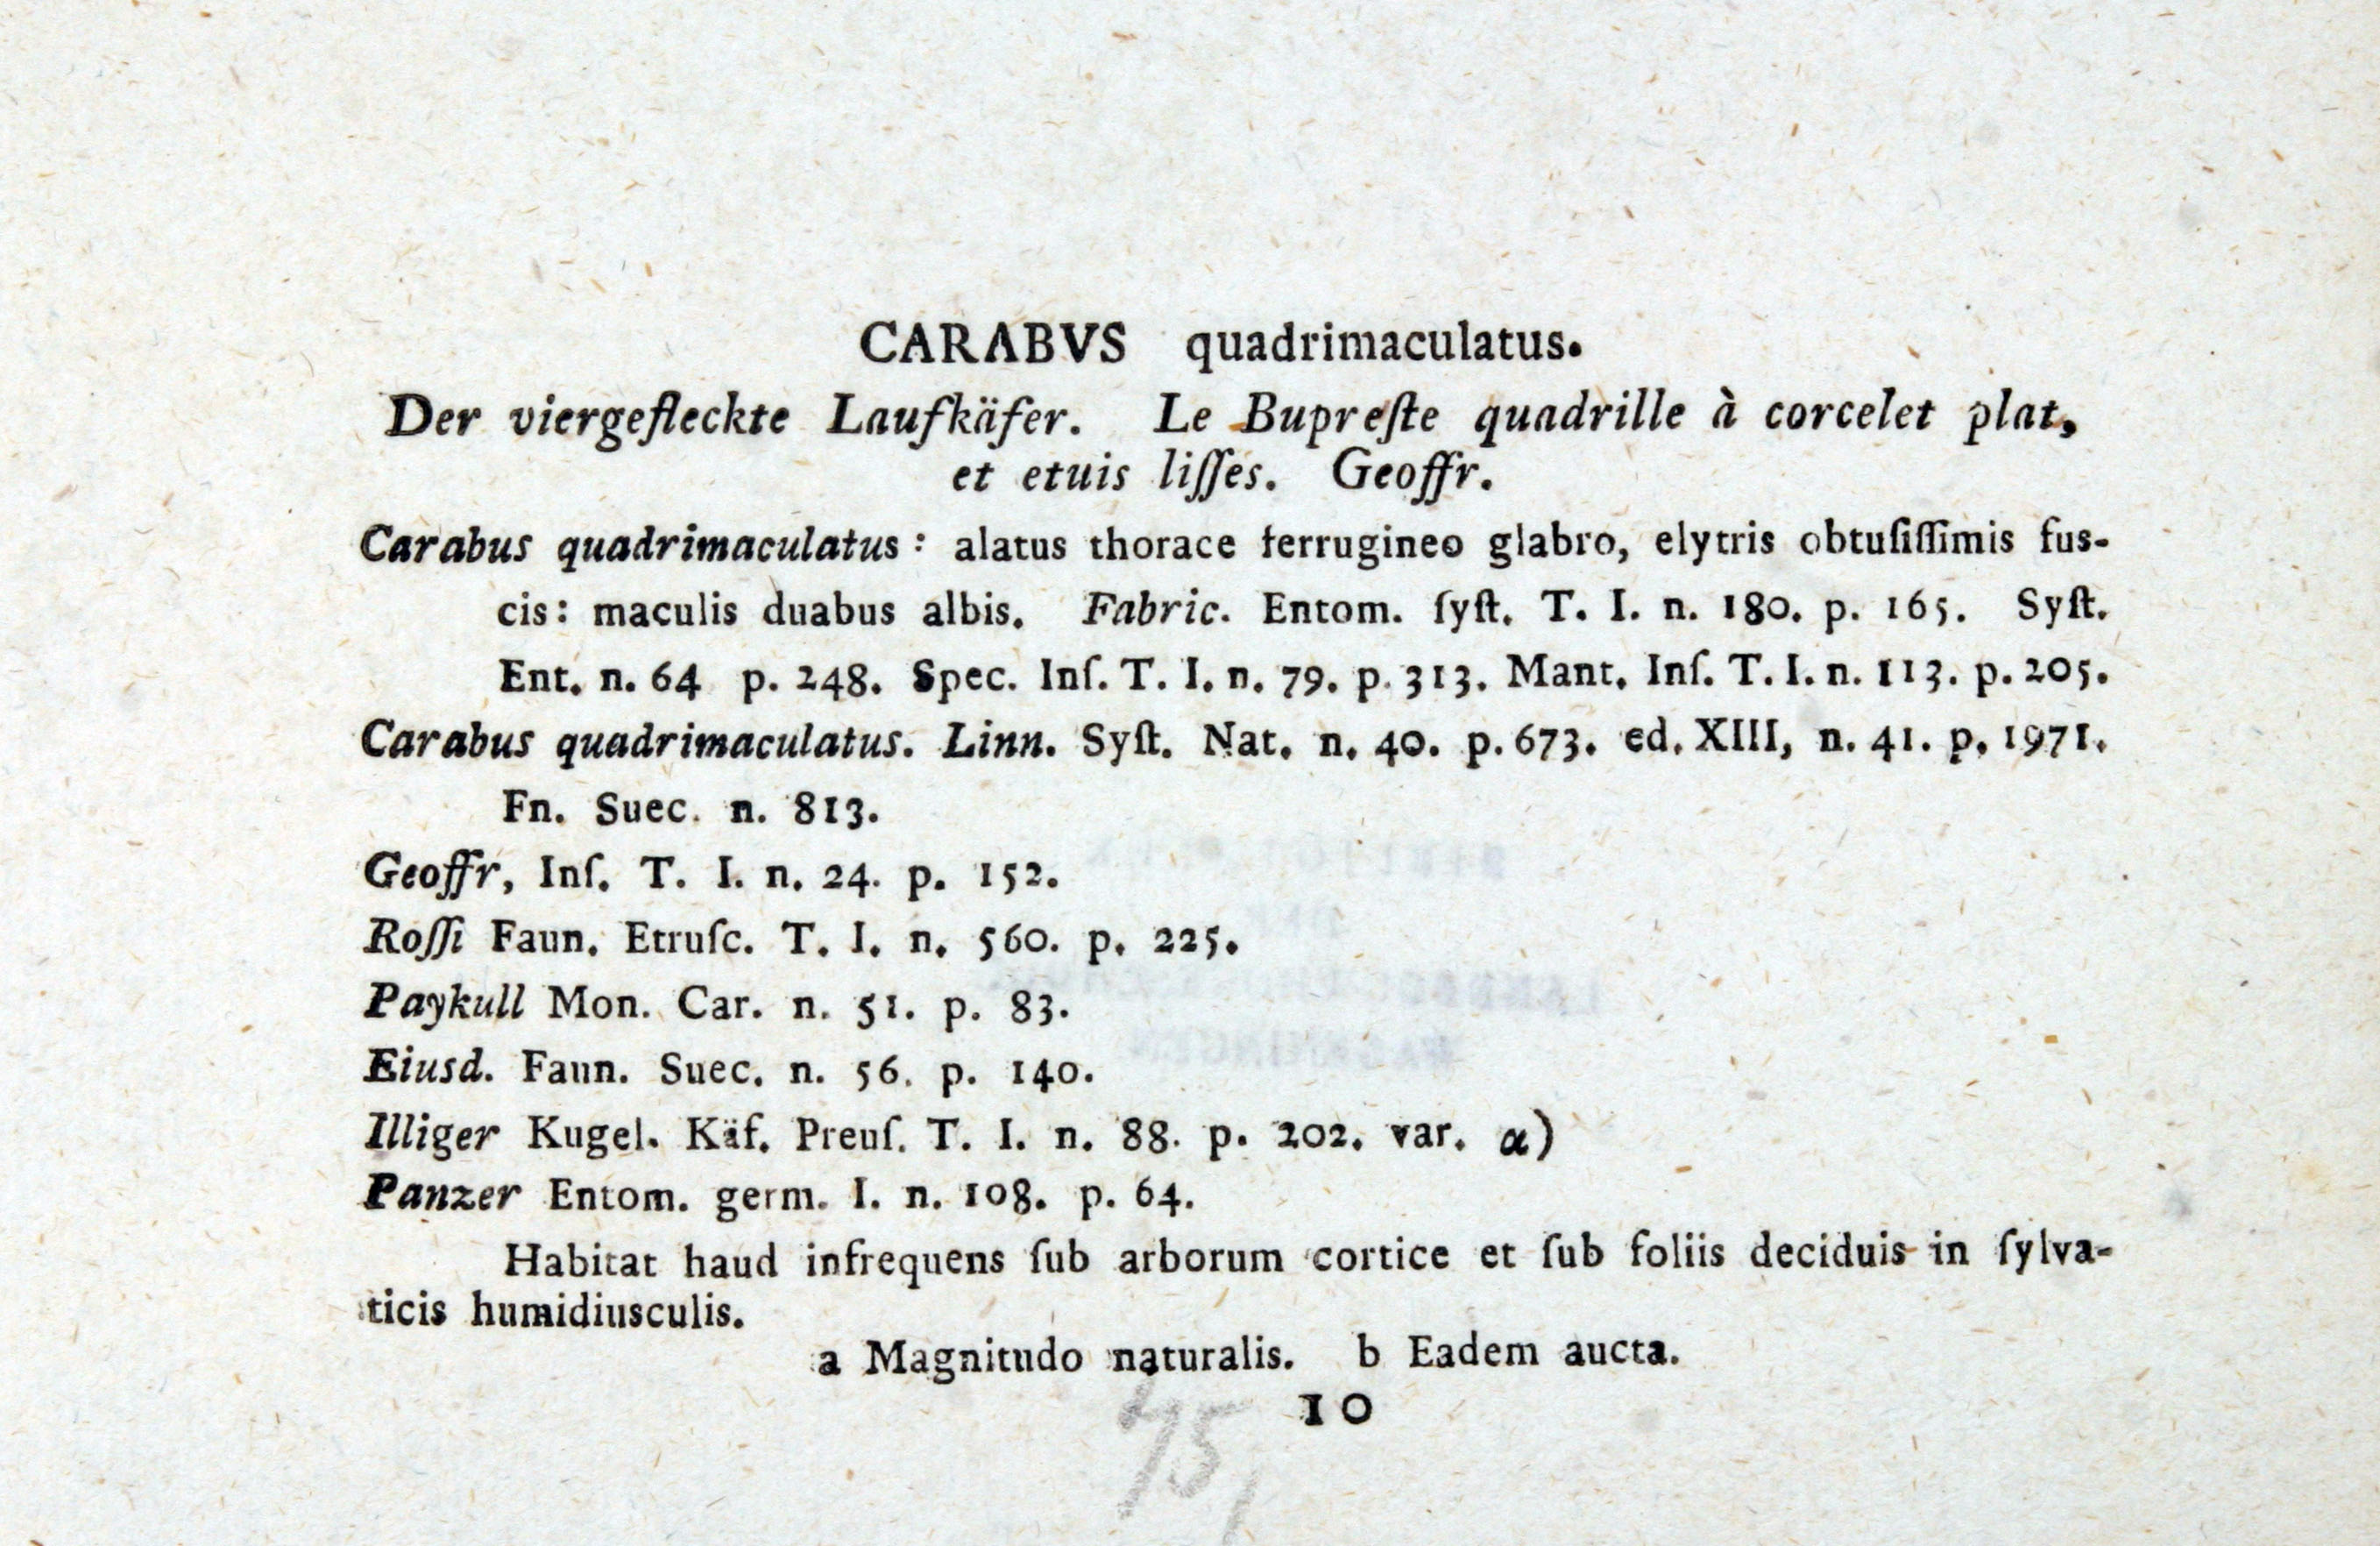 CARABVS quadrimaculatus.
Der viergefleckte Laufkäfer. Le Bupreſte quadrille à corcelet plat,
et etuis liſſes. Geoffr.
Carabus quadrimaculatus: alatus thorace ferrugineo glabro, elytris obtuſiſſimis fus-
cis: maculis duabus albis. Fabric. Entom. ſyſt. T. I. n. 180. p. 165. Syſt.
Ent. n. 64 p. 248. Spec. Inſ. T. I. n. 79. p. 313. Mant. Inſ. T. I. n. 113. p. 205.
Carabus quadrimaculatus. Linn. Syſt. Nat. n. 40. p. 673. ed. XIII, n. 41. p. 1971.
Fn. Suec. n. 813.
Geoffr, Inſ. T. I. n. 24. p. 152.
Roſſi Faun. Etruſc. T. I. n. 560. p. 225.
Paykull Mon. Car. n. 51. p. 83.
Eiusd. Faun. Suec. n. 56. p. 140.
Illiger Kugel. Käf. Preuſ. T. I. n. 88. p. 202. var. α)
Panzer Entom. germ. I. n. 108. p. 64.
Habitat haud infrequens ſub arborum cortice et ſub foliis deciduis in ſylva-
ticis humidiusculis.
a Magnitudo naturalis. b Eadem aucta.
10